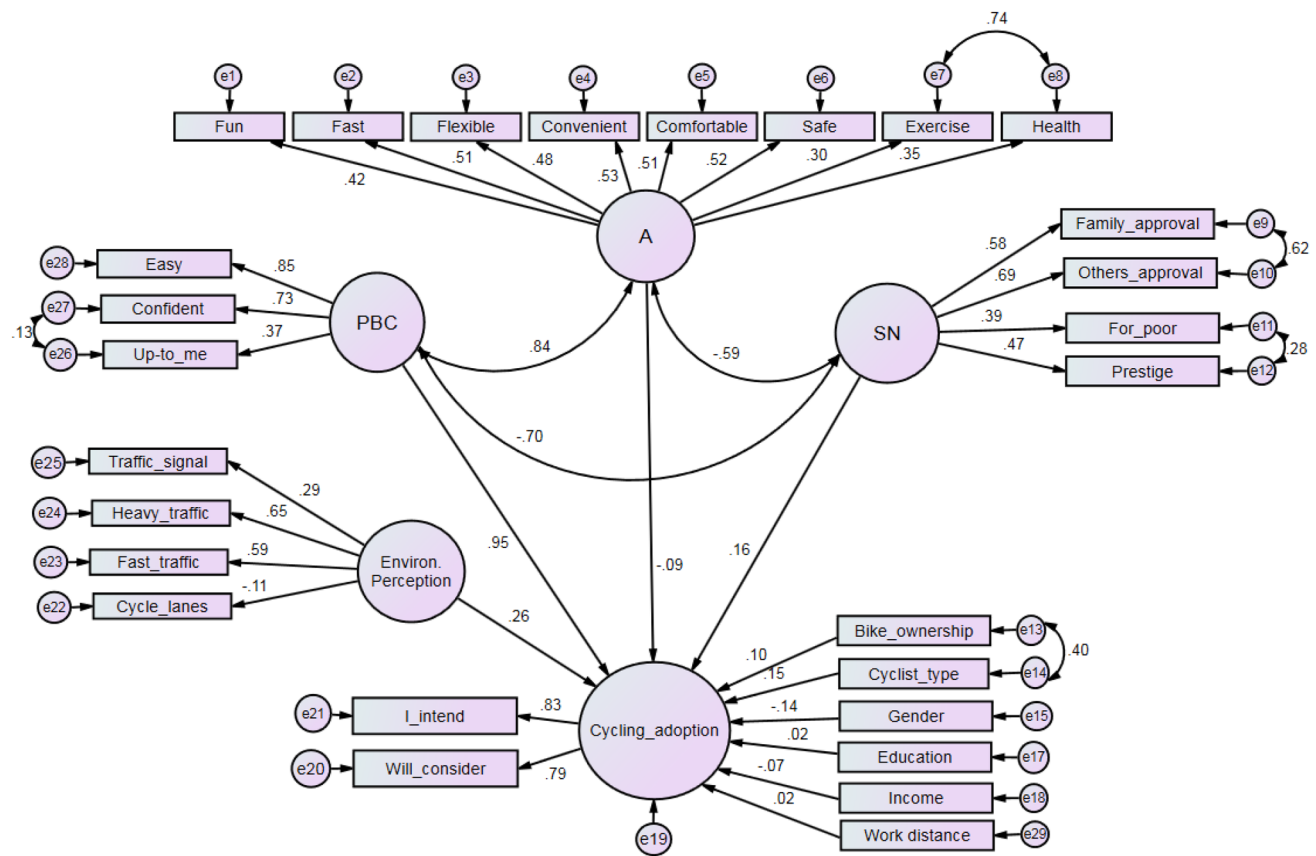 .74
e1 e2 e3 e4 e5 e6 e7 e8
Fun Fast Flexible Convenient Comfortable Safe Exercise Health
.42 .51 .48 .53 .51 .52 .30 .35
A
Family_approval e9
.58
.62
Others_approval e10
.69
For_poor e11
.39
.28
Prestige e12
.47
SN
e28 Easy .85
e27 Confident .73
.13
e26 Up-to_me .37
PBC
.84
-.59
-.70
e25 Traffic_signal .29
e24 Heavy_traffic .65
e23 Fast_traffic .59
e22 Cycle_lanes -.11
Environ.
Perception
.95
-.09
.16
.26
Bike_ownership e13
.10
.40
Cyclist_type e14
.15
Gender e15
-.14
Education e17
.02
Income e18
-.07
Work distance e29
.02
e21 I_intend .83
e20 Will_consider .79
Cycling_adoption
e19